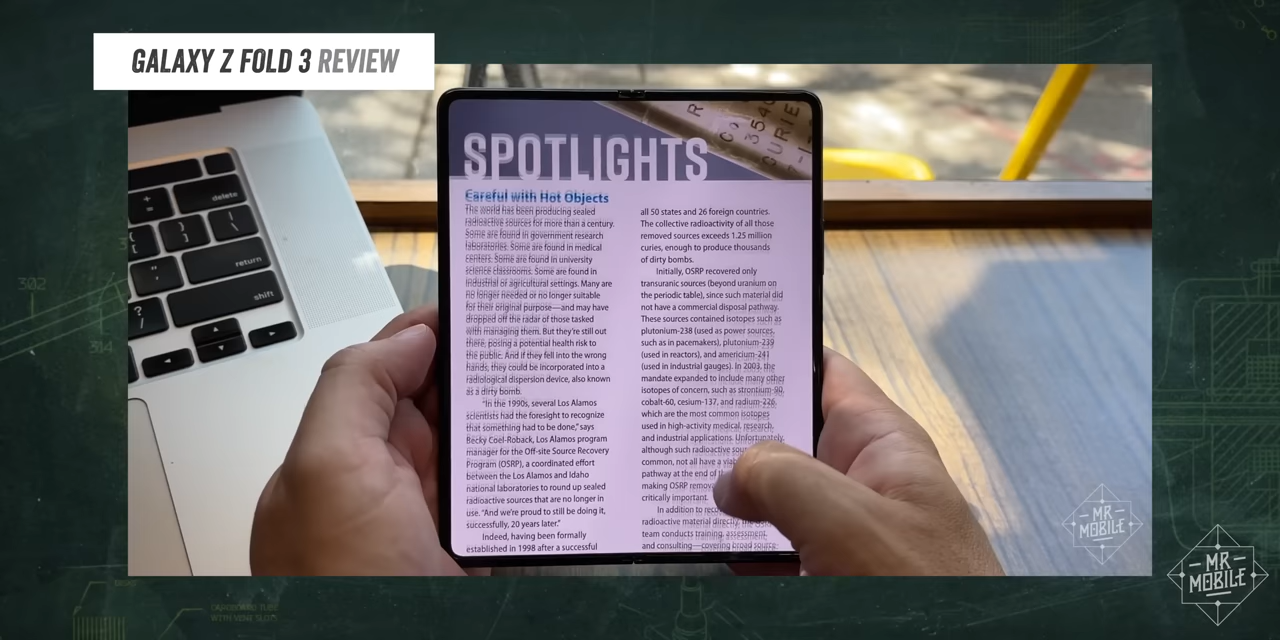 GALAXY Z FOLD 3 REVIEW
SPOTLIGHTS
Careful with Hot Objects
The world has been producing sealed
radioactive sources for more than a century.
Some are found in government research
laboratories. Some are found in medical
centers. Some are found in university
science classrooms. Some are found in
industrial or agricultural settings. Many are
no longer needed or no longer suitable
for their original purpose—and may have
dropped off the radar of those tasked
with managing them. But they're still out
there, posing a potential health risk to
the public. And if they fell into the wrong
hands, they could be incorporated into a
radiological dispersion device, also known
as a dirty bomb.
"In the 1990s, several Los Alamos
scientists had the foresight to recognize
that something had to be done," says
Becky Coel-Roback, Los Alamos program
manager for the Off-site Source Recovery
Program (OSRP), a coordinated effort
between the Los Alamos and Idaho
national laboratories to round up sealed
radioactive sources that are no longer in
use. "And we're proud to still be doing it,
successfully, 20 years later."
Indeed, having been formally
established in 1998 after a successful
all 50 states and 26 foreign countries.
The collective radioactivity of all those
removed sources exceeds 1.25 million
curies, enough to produce thousands
of dirty bombs.
Initially, OSRP recovered only
transuranic sources (beyond uranium on
the periodic table), since such material did
not have a commercial disposal pathway.
These sources contained isotopes such as
plutonium-238 (used as power sources,
such as in pacemakers), plutonium-239
(used in reactors), and americium-241
(used in industrial gauges). In 2003, the
mandate expanded to include many other
isotopes of concern, such as strontium-90,
cobalt-60, cesium-137, and radium-226,
which are the most common isotopes
used in high-activity medical, research,
and industrial applications. Unfortunately,
although such radioactive
common, not all have a
pathway at the end of
making OSRP
critically important.
In addition to
radioactive material directly, the
team conducts training, assessment,
and consulting—covering broad source-
delete
return
shift
302
314
MR
MOBILE
MR
MOBILE